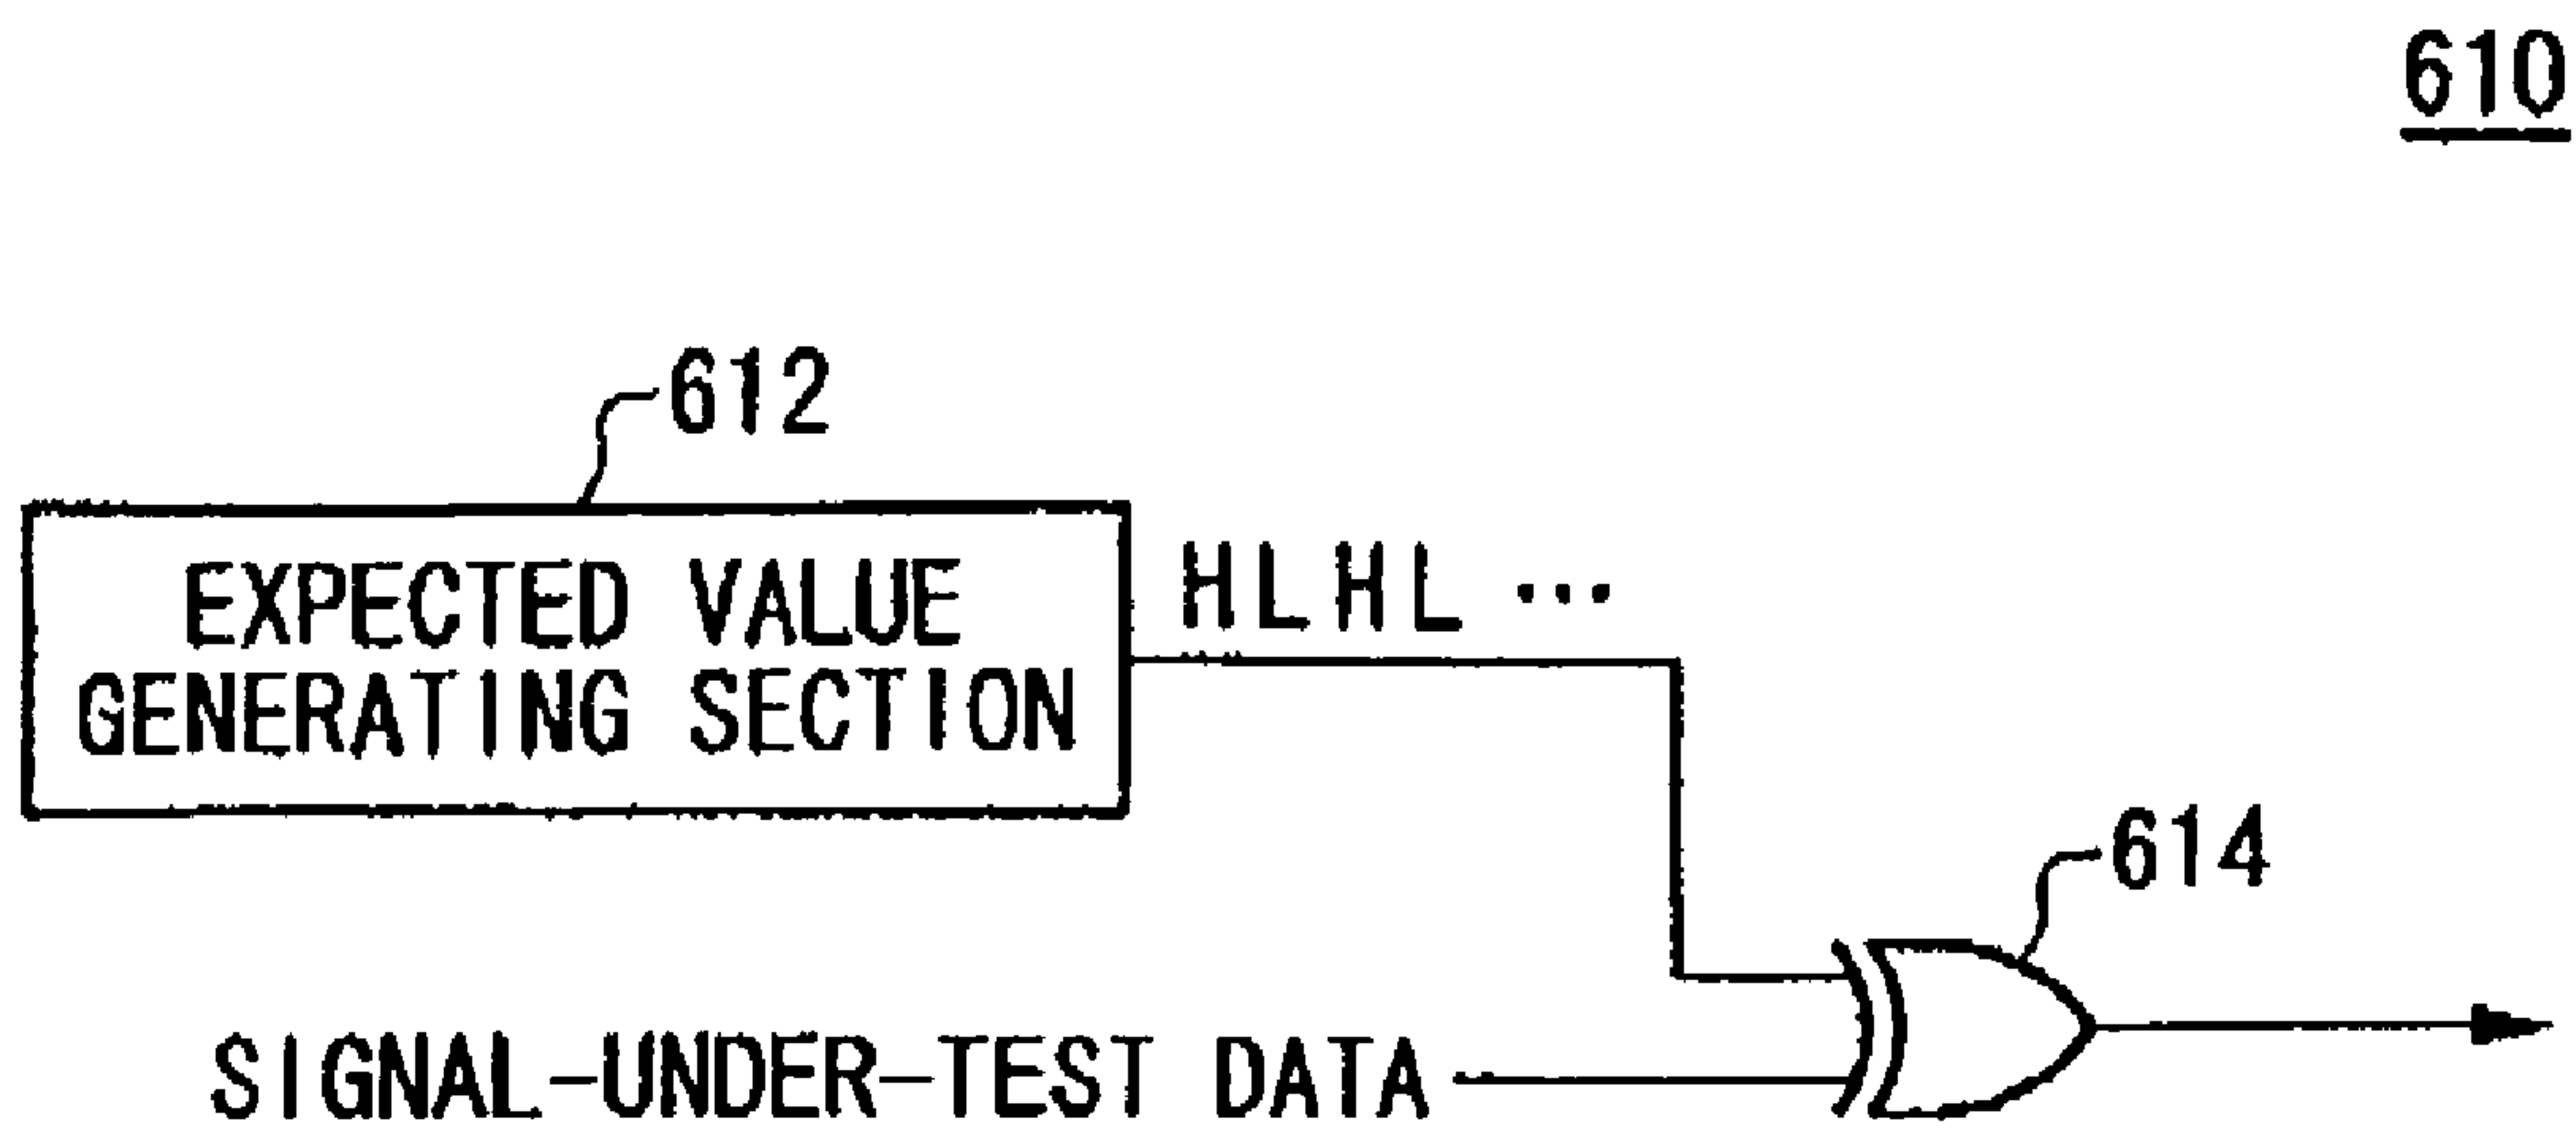 610
612
EXPECTED VALUE
GENERATING SECTION
HLHL ···
614
SIGNAL-UNDER-TEST DATA